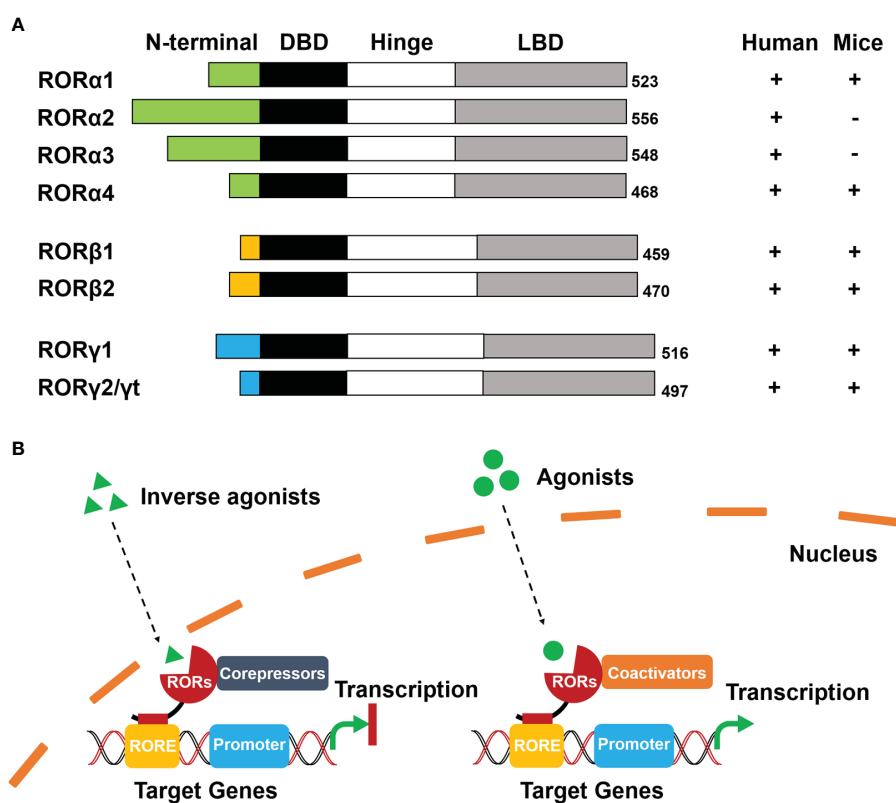 A
N-terminal DBD Hinge LBD Human Mice
RORα1 523 + +
RORα2 556 + -
RORα3 548 + -
RORα4 468 + +
RORβ1 459 + +
RORβ2 470 + +
RORγ1 516 + +
RORγ2/γt 497 + +
B
Inverse agonists
Agonists
Nucleus
RORs Corepressors
Transcription
RORE Promoter
Target Genes
RORs Coactivators
Transcription
RORE Promoter
Target Genes